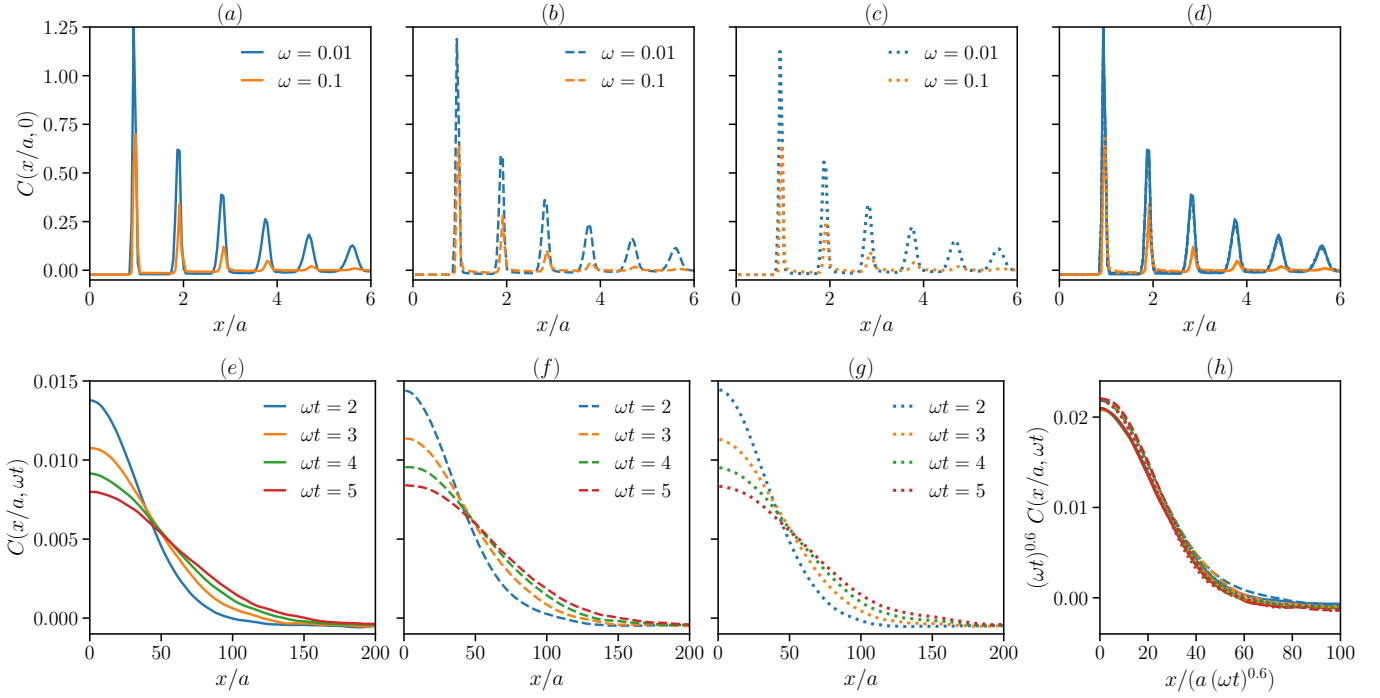 (a)
(b)
(c)
(d)
C(x/a, 0)
1.25
1.00
0.75
0.50
0.25
0.00
ω = 0.01
ω = 0.1
ω = 0.01
ω = 0.1
ω = 0.01
ω = 0.1
0 2 4 6
0 2 4 6
0 2 4 6
0 2 4 6
x/a
x/a
x/a
x/a
(e)
(f)
(g)
(h)
C(x/a, ωt)
0.015
0.010
0.005
0.000
ωt = 2
ωt = 3
ωt = 4
ωt = 5
ωt = 2
ωt = 3
ωt = 4
ωt = 5
ωt = 2
ωt = 3
ωt = 4
ωt = 5
(ωt)^0.6 C(x/a, ωt)
0.02
0.01
0.00
0 50 100 150 200
0 50 100 150 200
0 50 100 150 200
0 20 40 60 80 100
x/a
x/a
x/a
x/(a (ωt)^0.6)